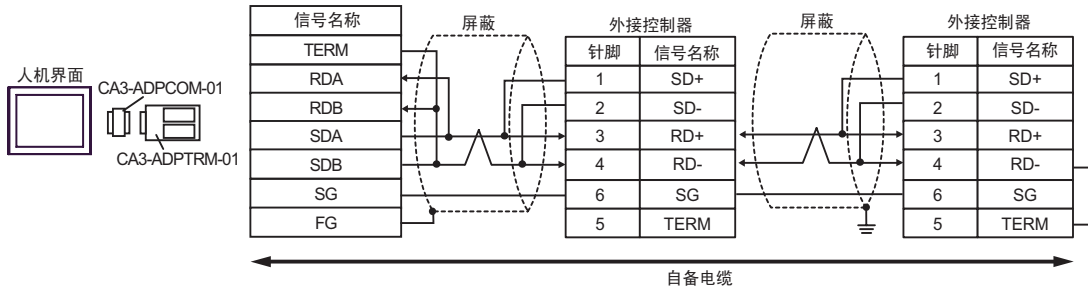 人机界面
CA3-ADPCOM-01
CA3-ADPTRM-01
信号名称
TERM
RDA
RDB
SDA
SDB
SG
FG
屏蔽
外接控制器
针脚 信号名称
1 SD+
2 SD-
3 RD+
4 RD-
6 SG
5 TERM
屏蔽
外接控制器
针脚 信号名称
1 SD+
2 SD-
3 RD+
4 RD-
6 SG
5 TERM
自备电缆